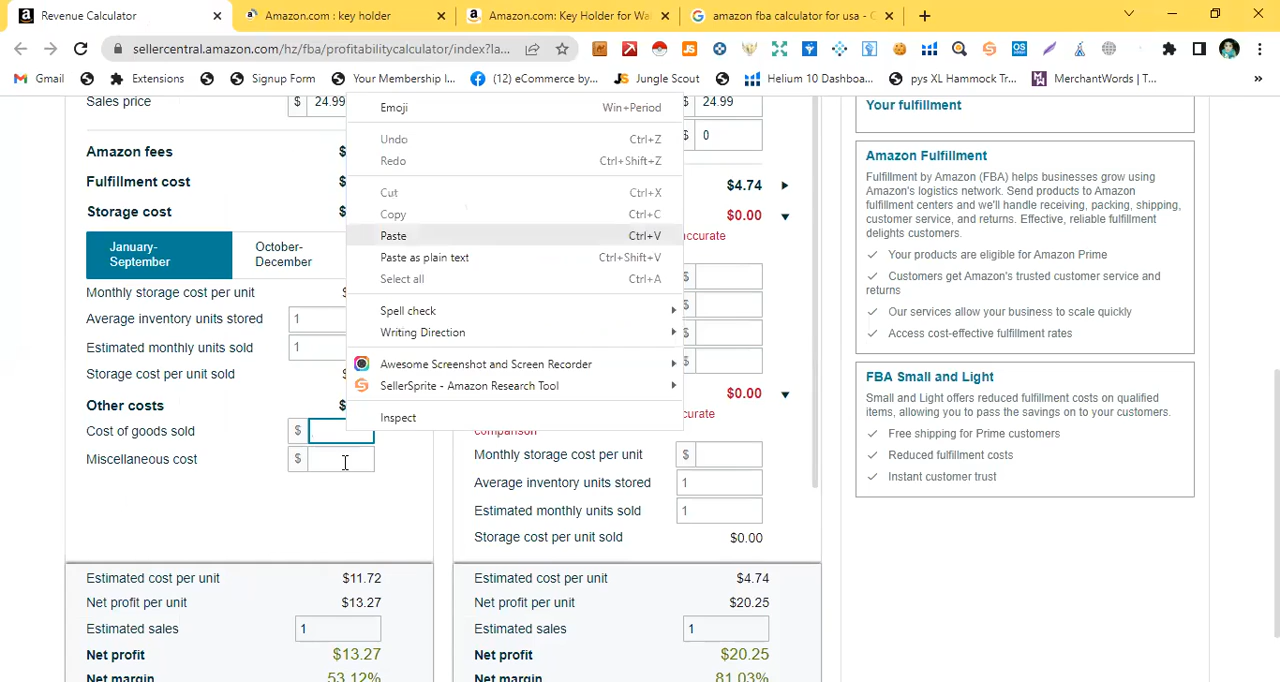 Revenue Calculator
Amazon.com : key holder
Amazon.com: Key Holder for Wa
amazon fba calculator for usa - G
sellercentral.amazon.com/hz/fba/profitabilitycalculator/index?la...
Gmail
Extensions
Signup Form
Your Membership I...
(12) eCommerce by...
Jungle Scout
Helium 10 Dashboa...
pys XL Hammock Tr...
MerchantWords | T...
»
Sales price
$ 24.99
Amazon fees
$
Fulfillment cost
$
Storage cost
$
January-
September
October-
December
Monthly storage cost per unit
Average inventory units stored
1
Estimated monthly units sold
1
Storage cost per unit sold
Other costs
$
Cost of goods sold
$
Miscellaneous cost
$
Estimated cost per unit
$11.72
Net profit per unit
$13.27
Estimated sales
1
Net profit
$13.27
Net margin
53.12%
Emoji
Win+Period
Undo
Ctrl+Z
Redo
Ctrl+Shift+Z
Cut
Ctrl+X
Copy
Ctrl+C
Paste
Ctrl+V
Paste as plain text
Ctrl+Shift+V
Select all
Ctrl+A
Spell check
Writing Direction
Awesome Screenshot and Screen Recorder
SellerSprite - Amazon Research Tool
Inspect
$ 24.99
$ 0
$4.74
$0.00
accurate
$
$
$
$
$0.00
curate
comparison
Monthly storage cost per unit
$
Average inventory units stored
1
Estimated monthly units sold
1
Storage cost per unit sold
$0.00
Estimated cost per unit
$4.74
Net profit per unit
$20.25
Estimated sales
1
Net profit
$20.25
Net margin
81.03%
Your fulfillment
Amazon Fulfillment
Fulfillment by Amazon (FBA) helps businesses grow using
Amazon's logistics network. Send products to Amazon
fulfillment centers and we'll handle receiving, packing, shipping,
customer service, and returns. Effective, reliable fulfillment
delights customers.
Your products are eligible for Amazon Prime
Customers get Amazon's trusted customer service and
returns
Our services allow your business to scale quickly
Access cost-effective fulfillment rates
FBA Small and Light
Small and Light offers reduced fulfillment costs on qualified
items, allowing you to pass the savings on to your customers.
Free shipping for Prime customers
Reduced fulfillment costs
Instant customer trust